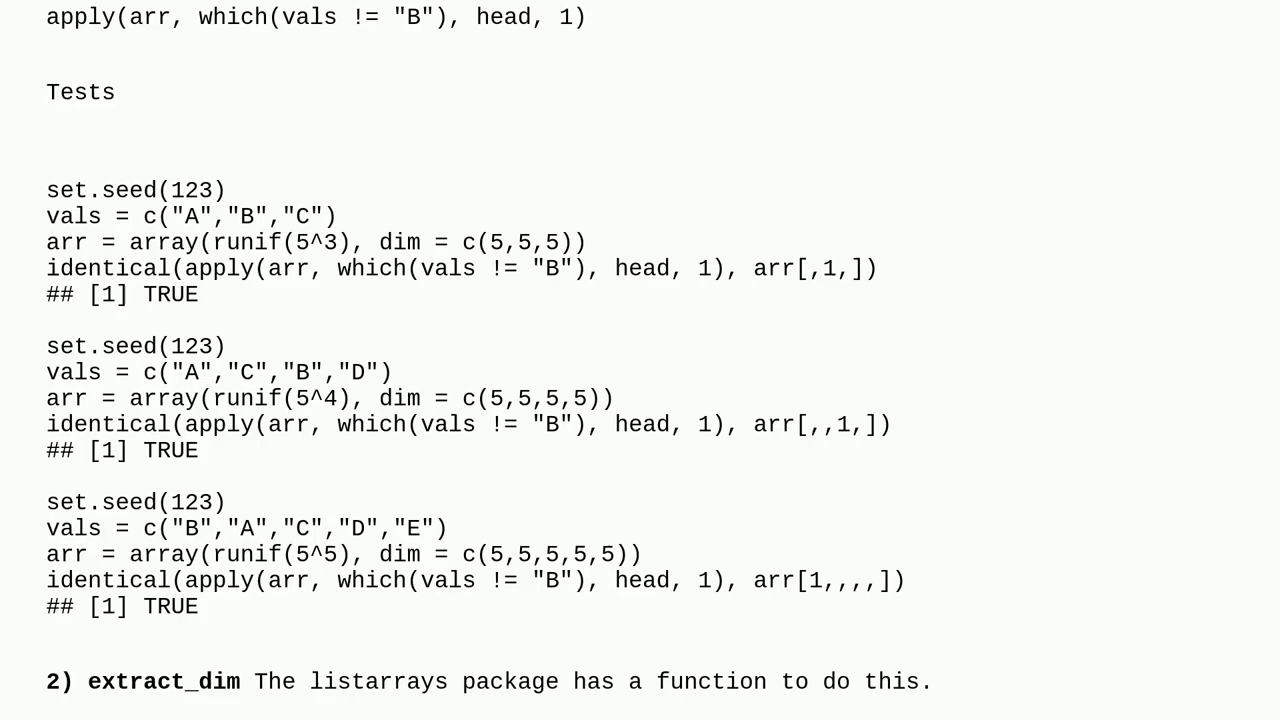 apply(arr, which(vals != "B"), head, 1)
Tests
set.seed(123)
vals = c("A","B","C")
arr = array(runif(5^3), dim = c(5,5,5))
identical(apply(arr, which(vals != "B"), head, 1), arr[,1,])
## [1] TRUE
set.seed(123)
vals = c("A","C","B","D")
arr = array(runif(5^4), dim = c(5,5,5,5))
identical(apply(arr, which(vals != "B"), head, 1), arr[,,1,])
## [1] TRUE
set.seed(123)
vals = c("B","A","C","D","E")
arr = array(runif(5^5), dim = c(5,5,5,5,5))
identical(apply(arr, which(vals != "B"), head, 1), arr[1,,,,])
## [1] TRUE
2) extract_dim The listarrays package has a function to do this.